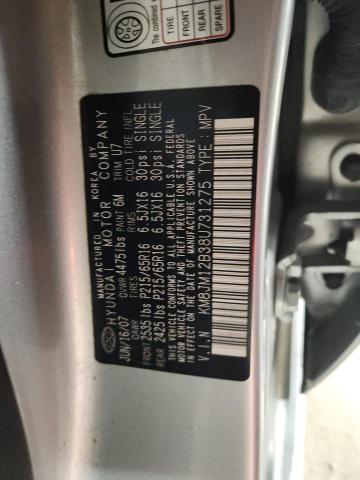 MANUFACTURED IN KOREA BY
HYUNDAI MOTOR COMPANY
JUN/16/07 GVWR 4475lbs PAINT 6M TRIM U7
GAWR TIRES RIMS COLD TIRE INFL
FRONT 2535lbs P215/65R16 6.5JX16 30psi SINGLE
REAR 2425lbs P215/65R16 6.5JX16 30psi SINGLE
THIS VEHICLE CONFORMS TO ALL APPLICABLE U.S.A. FEDERAL
MOTOR VEHICLE SAFETY BUMPER, AND THEFT PREVENTION
STANDARDS IN EFFECT ON THE DATE OF MANUFACTURE SHOWN ABOVE.
V.I.N KM8JM12B38U731275 TYPE : MPV
The combined
TIRE
FRONT
REAR
SPARE